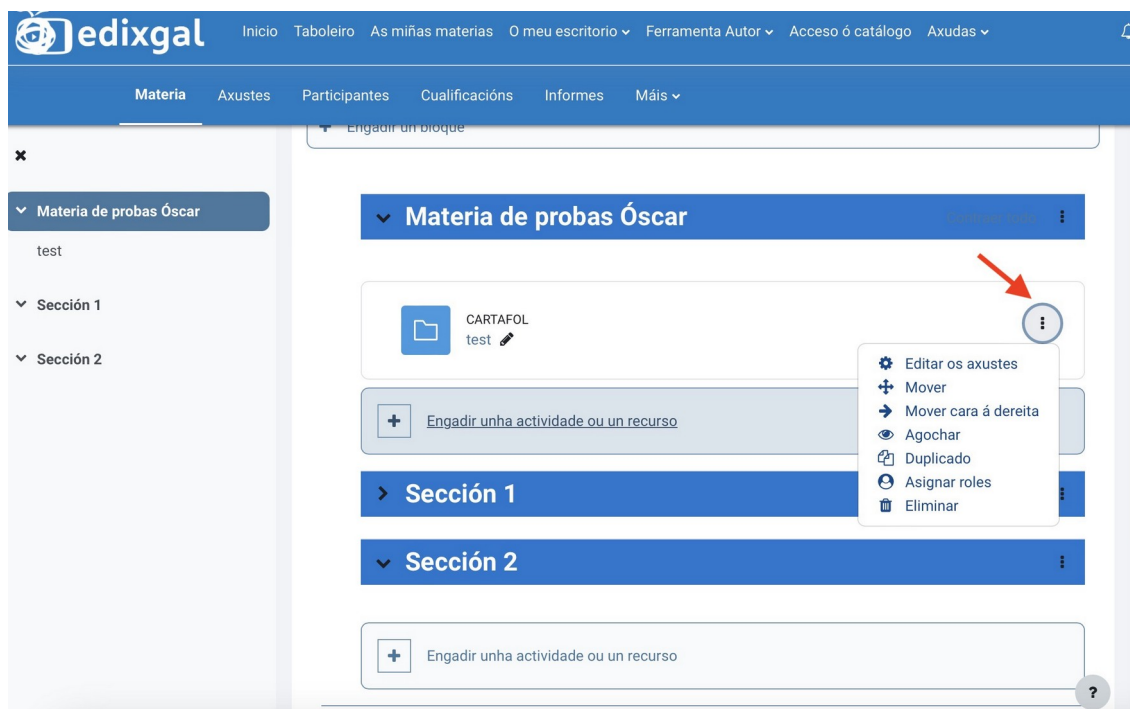 edixgal
Inicio Taboleiro As miñas materias O meu escritorio Ferramenta Autor Acceso ó catálogo Axudas
Materia Axustes Participantes Cualificacións Informes Máis
Engadir un bloque
Materia de probas Óscar
test
Sección 1
Sección 2
Materia de probas Óscar
CARTAFOL
test
Editar os axustes
Mover
Mover cara á dereita
Agochar
Duplicado
Asignar roles
Eliminar
Engadir unha actividade ou un recurso
Sección 1
Sección 2
Engadir unha actividade ou un recurso
?